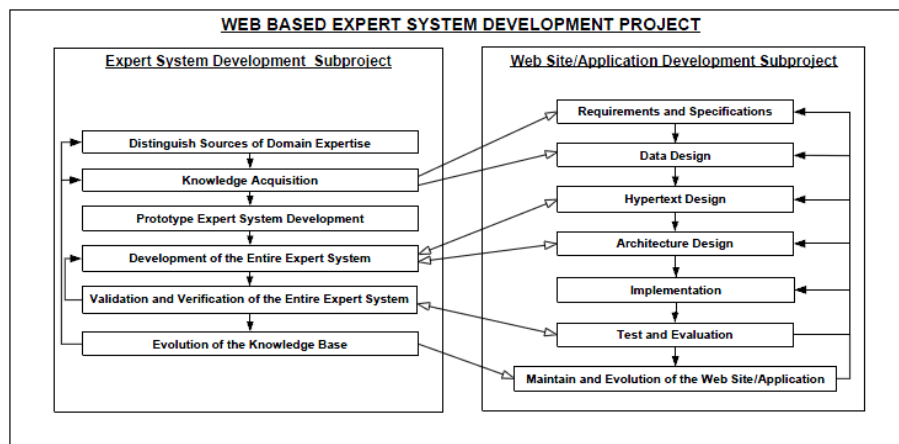 WEB BASED EXPERT SYSTEM DEVELOPMENT PROJECT
Expert System Development Subproject
Distinguish Sources of Domain Expertise
Knowledge Acquisition
Prototype Expert System Development
Development of the Entire Expert System
Validation and Verification of the Entire Expert System
Evolution of the Knowledge Base
Web Site/Application Development Subproject
Requirements and Specifications
Data Design
Hypertext Design
Architecture Design
Implementation
Test and Evaluation
Maintain and Evolution of the Web Site/Application